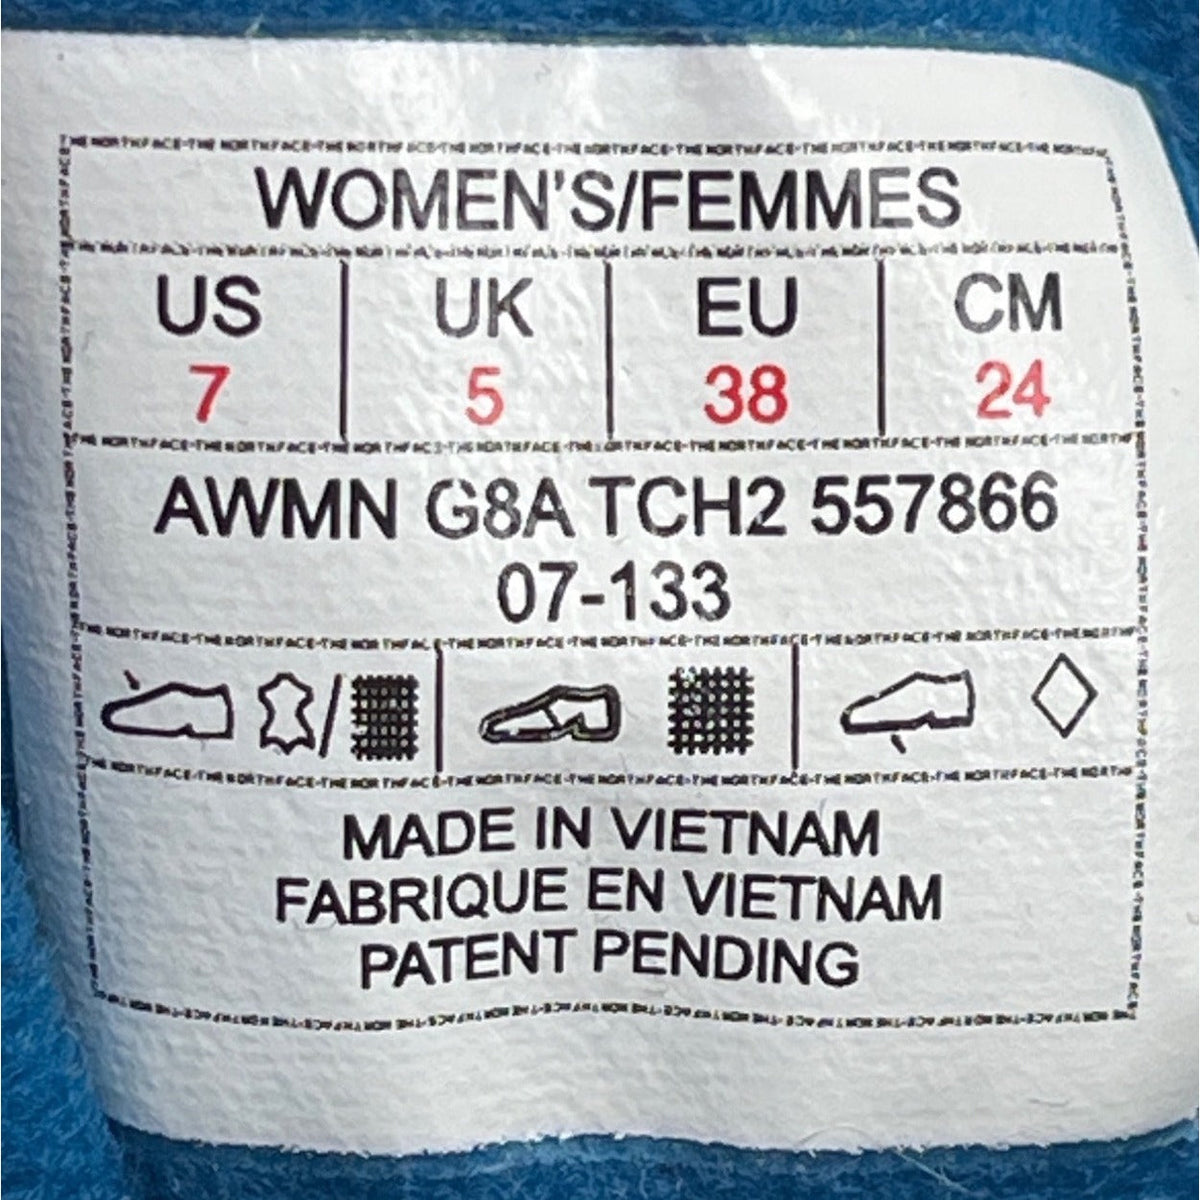 WOMEN'S/FEMMES
US UK EU CM
7 5 38 24
AWMN G8A TCH2 557866
07-133
MADE IN VIETNAM
FABRIQUE EN VIETNAM
PATENT PENDING